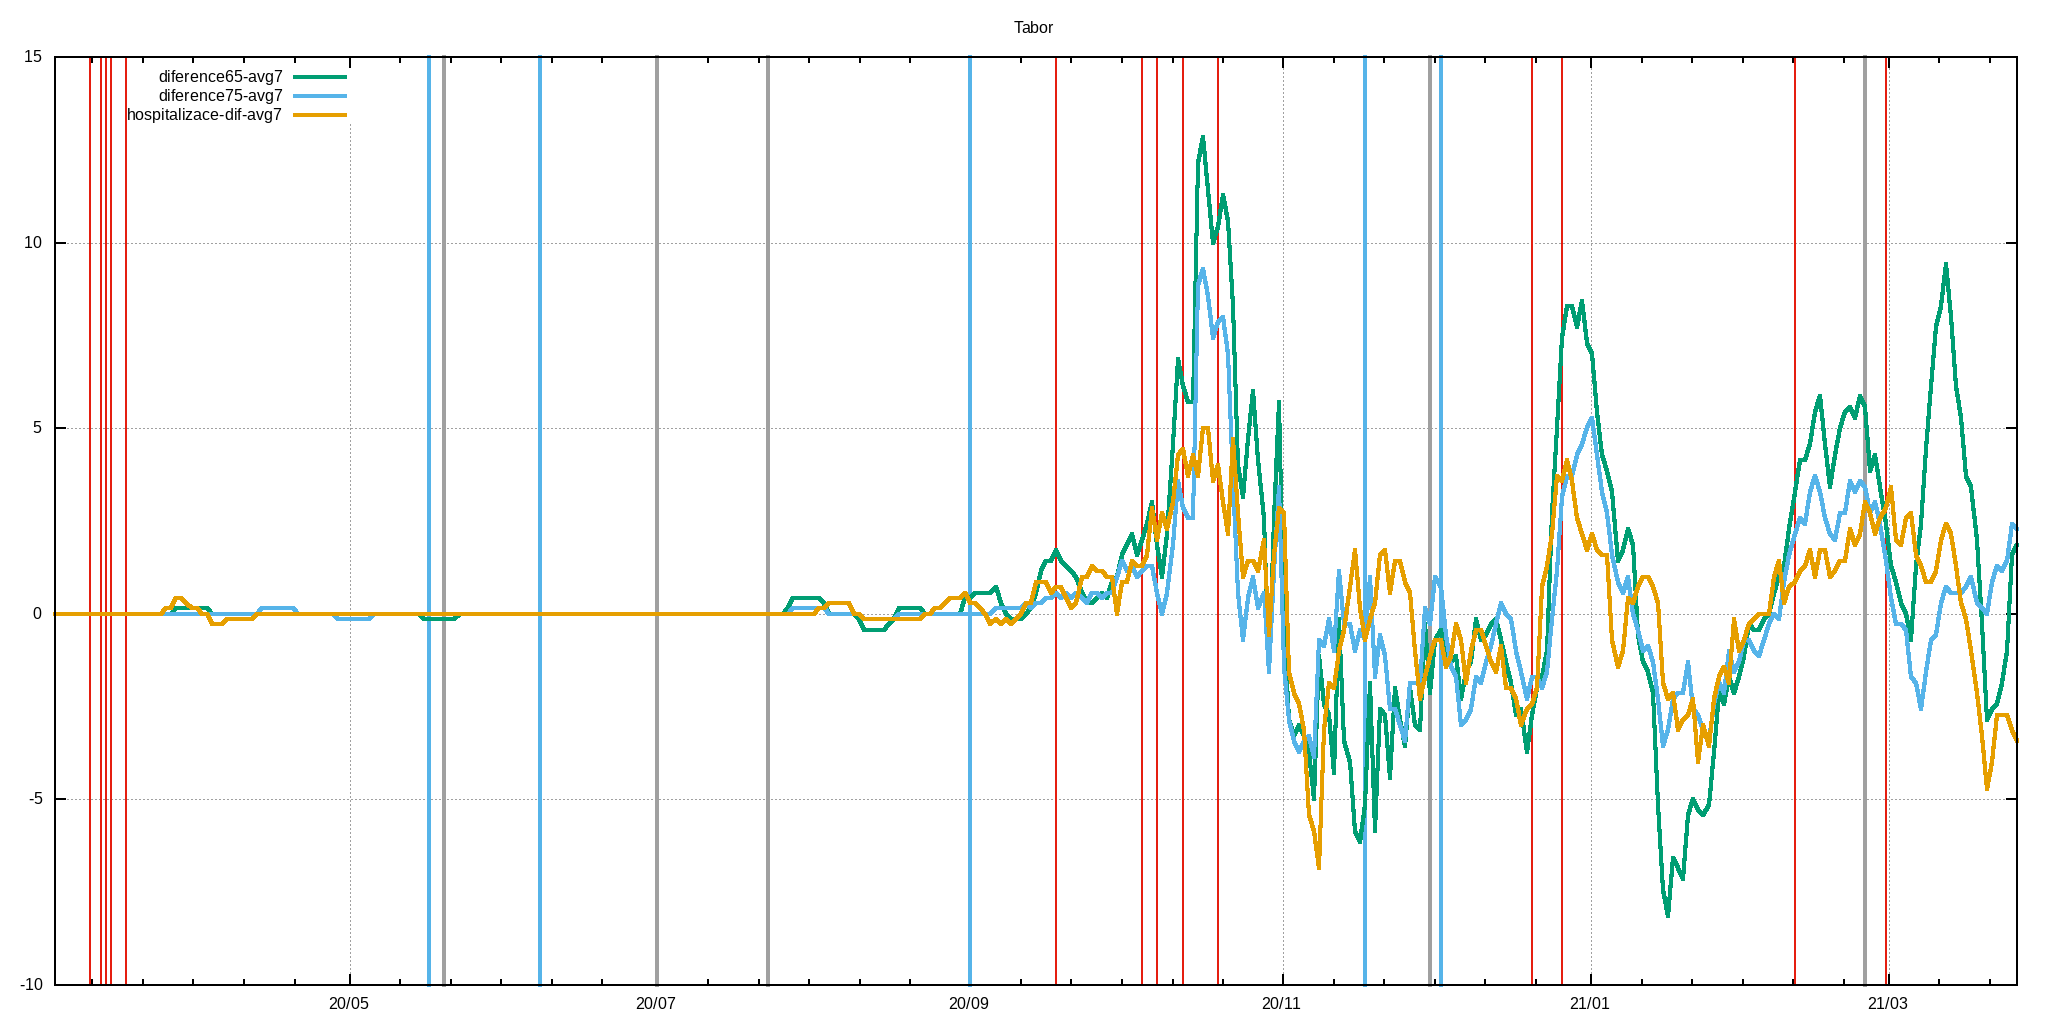 Tabor
15
diference65-avg7
diference75-avg7
hospitalizace-dif-avg7
10
5
0
-5
-10
20/05 20/07 20/09 20/11 21/01 21/03